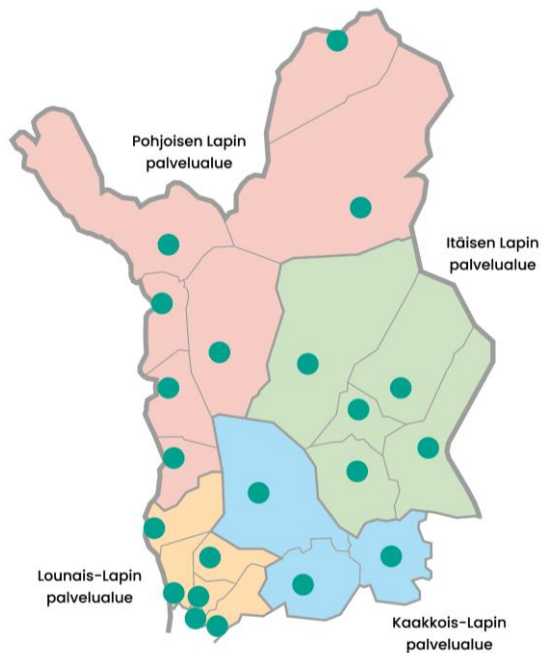 Pohjoisen Lapin
palvelualue
Itäisen Lapin
palvelualue
Lounais-Lapin
palvelualue
Kaakkois-Lapin
palvelualue